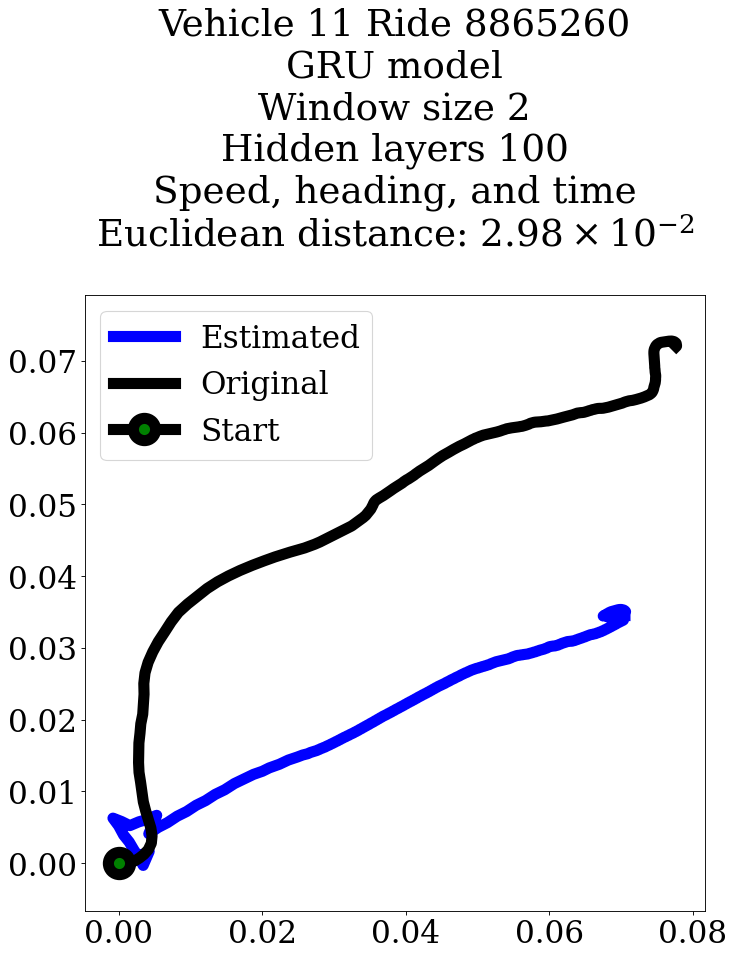 Vehicle 11 Ride 8865260
GRU model
Window size 2
Hidden layers 100
Speed, heading, and time
Euclidean distance: 2.98 × 10⁻²
Estimated
Original
Start
0.07
0.06
0.05
0.04
0.03
0.02
0.01
0.00
0.00 0.02 0.04 0.06 0.08